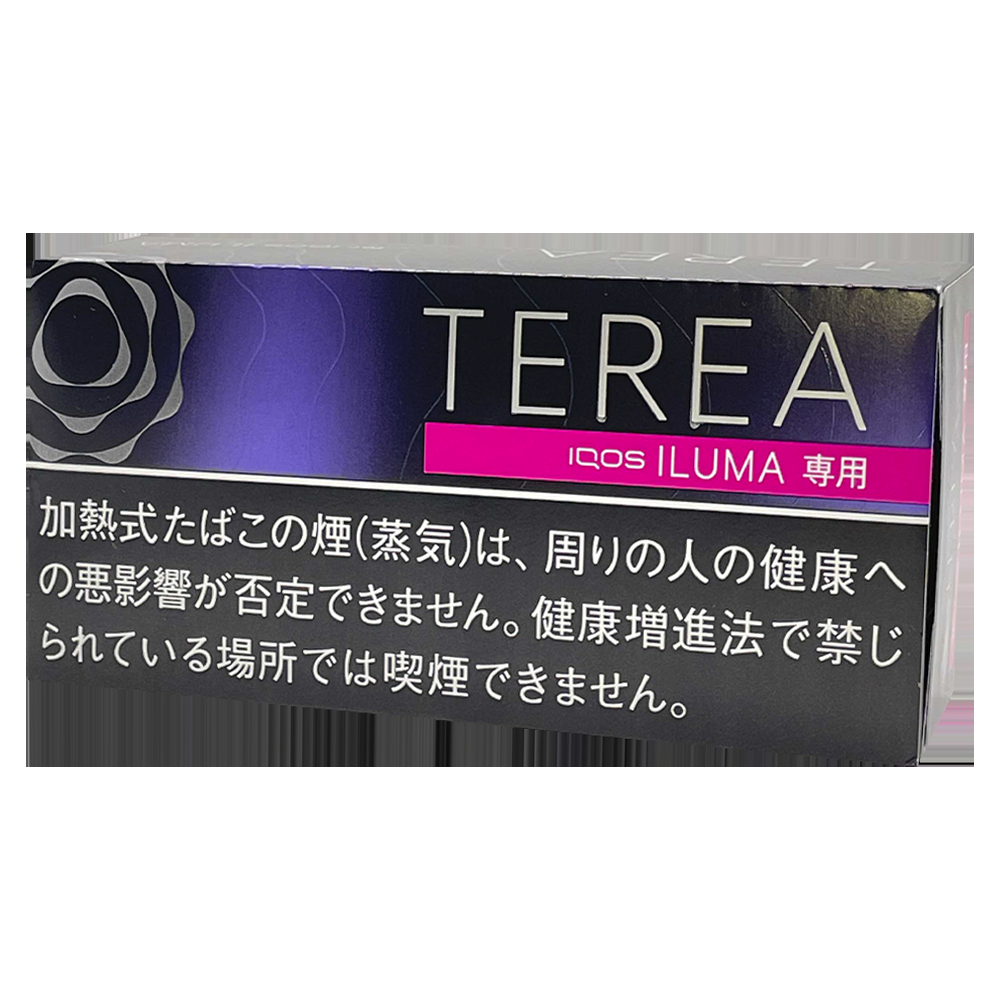 TEREA
TEREA
IQOS ILUMA 専用
加熱式たばこの煙(蒸気)は、周りの人の健康へ
の悪影響が否定できません。健康増進法で禁じ
られている場所では喫煙できません。